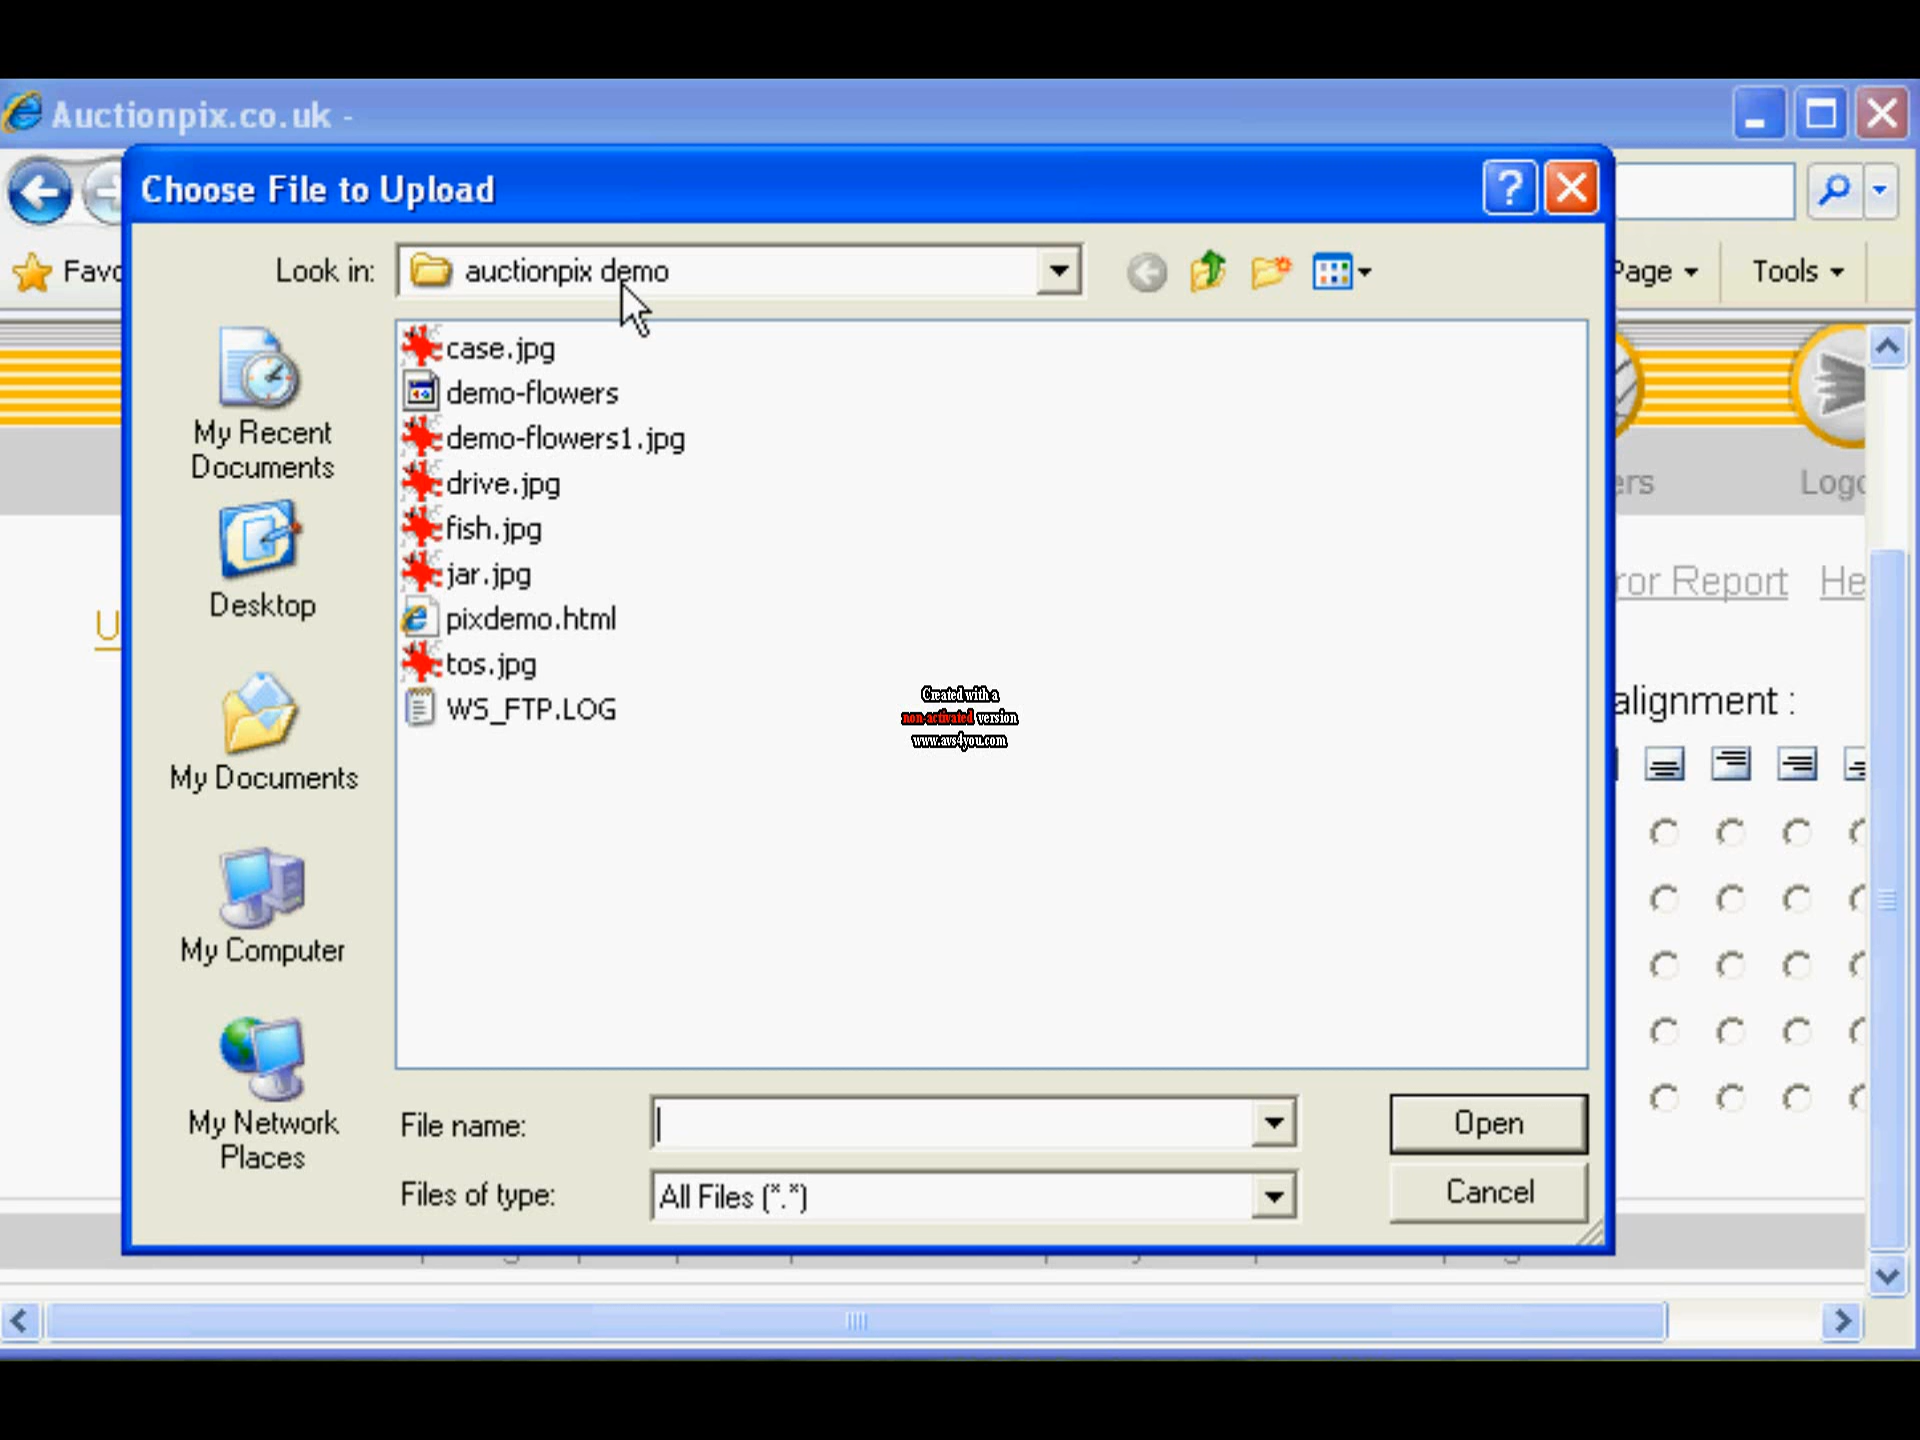 Auctionpix.co.uk -
Choose File to Upload
Look in: auctionpix demo
Page
Tools
case.jpg
demo-flowers
demo-flowers1.jpg
drive.jpg
fish.jpg
jar.jpg
pixdemo.html
tos.jpg
WS_FTP.LOG
My Recent
Documents
Desktop
My Documents
My Computer
My Network
Places
Created with a
non-activated version
www.avs4you.com
ror Report
He
alignment :
File name:
Open
Files of type: All Files (*.*)
Cancel